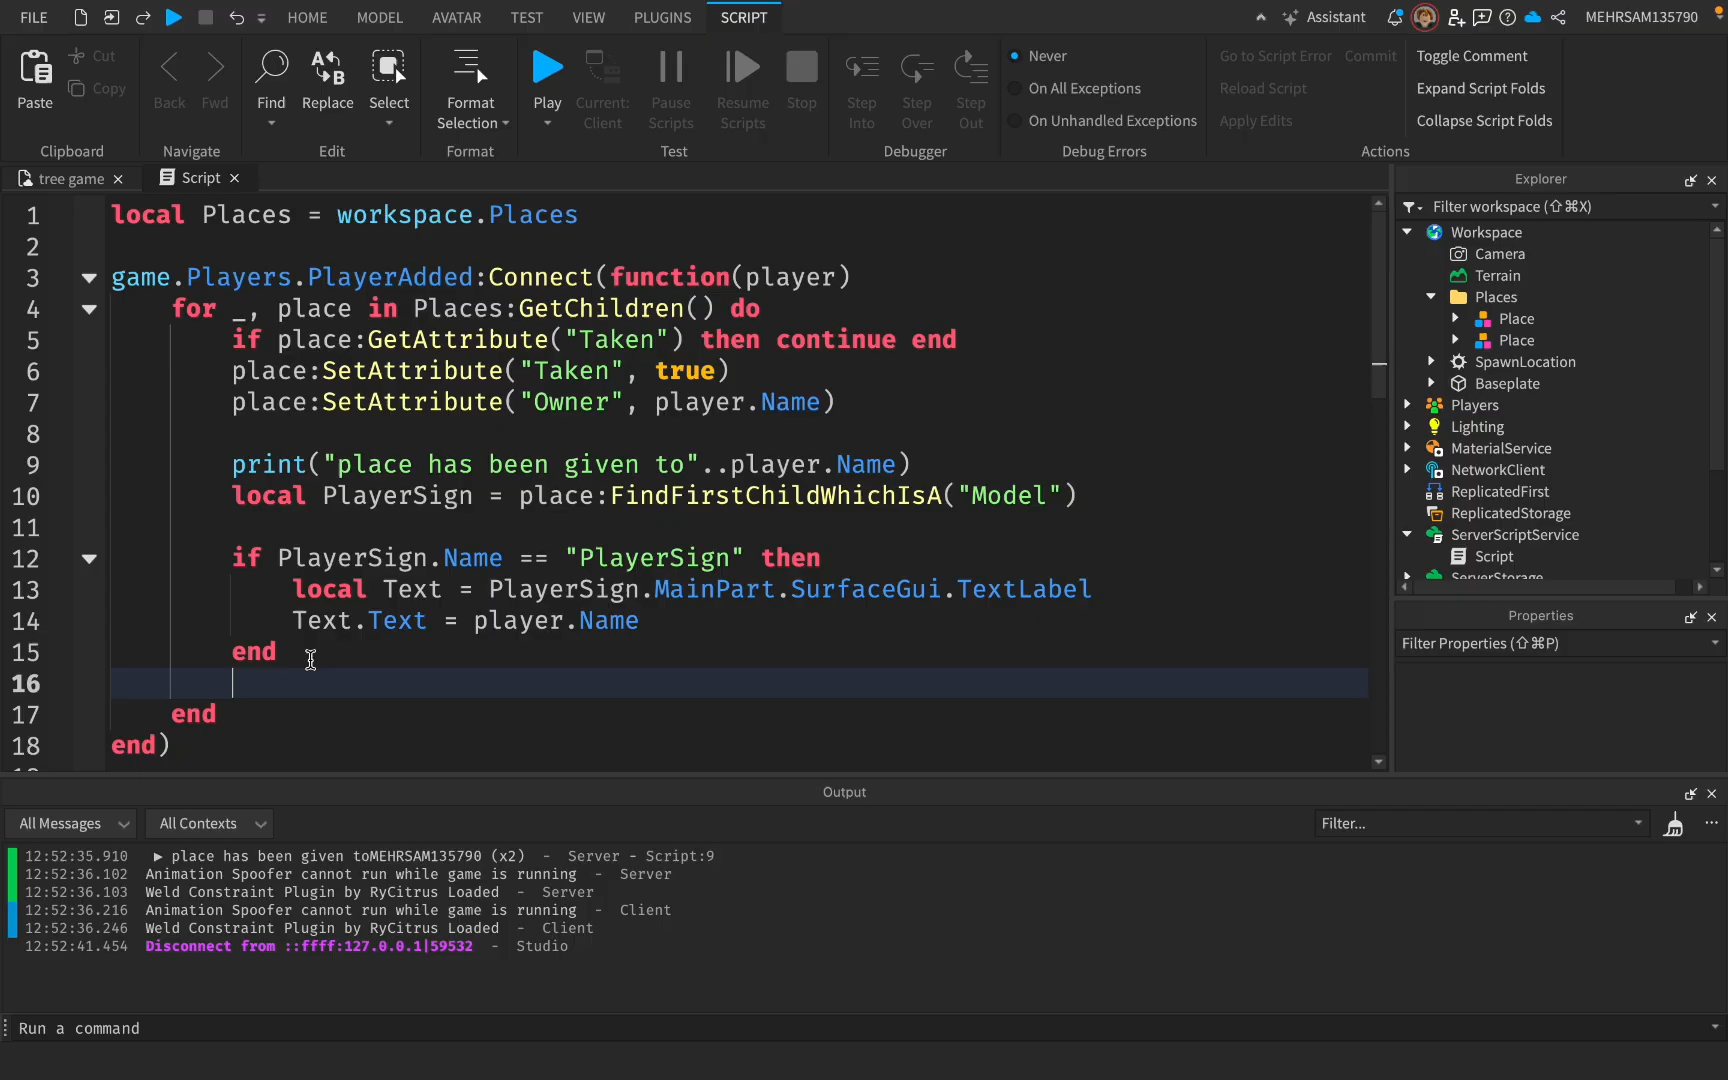 FILE HOME MODEL AVATAR TEST VIEW PLUGINS SCRIPT Assistant MEHRSAM135790
Paste Cut Copy
Clipboard
Back Fwd
Navigate
Find Replace Select
Edit
Format Selection
Format
Play Current: Client Pause Scripts Resume Scripts Stop
Test
Step Into Step Over Step Out
Debugger
Never
On All Exceptions
On Unhandled Exceptions
Debug Errors
Go to Script Error Commit Toggle Comment
Reload Script Expand Script Folds
Apply Edits Collapse Script Folds
Actions
tree game Script
1 local Places = workspace.Places
2
3 game.Players.PlayerAdded:Connect(function(player)
4 for _, place in Places:GetChildren() do
5 if place:GetAttribute("Taken") then continue end
6 place:SetAttribute("Taken", true)
7 place:SetAttribute("Owner", player.Name)
8
9 print("place has been given to"..player.Name)
10 local PlayerSign = place:FindFirstChildWhichIsA("Model")
11
12 if PlayerSign.Name == "PlayerSign" then
13 local Text = PlayerSign.MainPart.SurfaceGui.TextLabel
14 Text.Text = player.Name
15 end
16
17 end
18 end)
Explorer
Filter workspace (⇧⌘X)
Workspace
Camera
Terrain
Places
Place
Place
SpawnLocation
Baseplate
Players
Lighting
MaterialService
NetworkClient
ReplicatedFirst
ReplicatedStorage
ServerScriptService
Script
ServerStorage
Properties
Filter Properties (⇧⌘P)
Output
All Messages All Contexts Filter...
12:52:35.910 ▶ place has been given toMEHRSAM135790 (x2) - Server - Script:9
12:52:36.102 Animation Spoofer cannot run while game is running - Server
12:52:36.103 Weld Constraint Plugin by RyCitrus Loaded - Server
12:52:36.216 Animation Spoofer cannot run while game is running - Client
12:52:36.246 Weld Constraint Plugin by RyCitrus Loaded - Client
12:52:41.454 Disconnect from ::ffff:127.0.0.1|59532 - Studio
Run a command